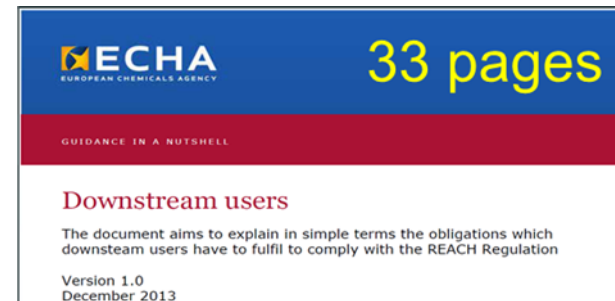 ECHA
EUROPEAN CHEMICALS AGENCY
33 pages
GUIDANCE IN A NUTSHELL
Downstream users
The document aims to explain in simple terms the obligations which
downsteam users have to fulfil to comply with the REACH Regulation
Version 1.0
December 2013